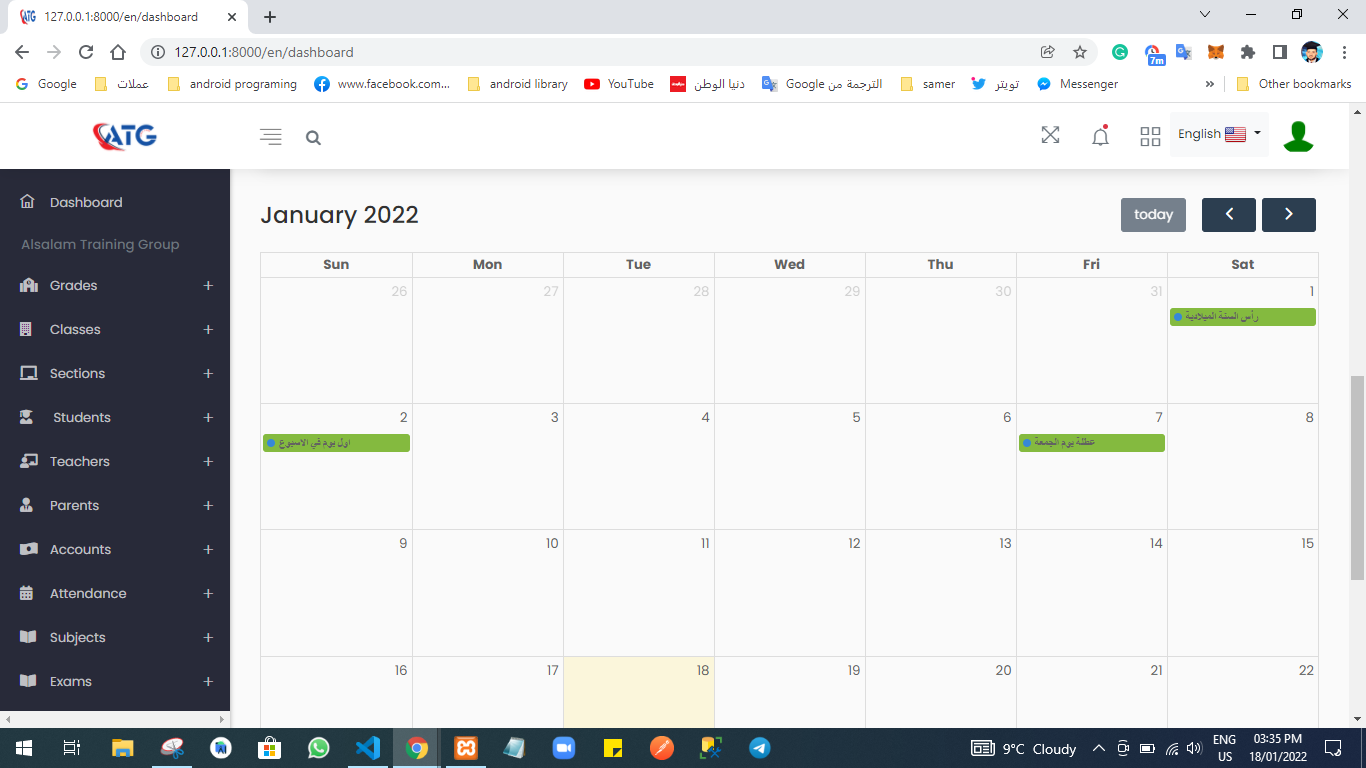 127.0.0.1:8000/en/dashboard
127.0.0.1:8000/en/dashboard
7m
Google
عملات
android programing
www.facebook.com...
android library
YouTube
دنيا الوطن
الترجمة من Google
samer
تويتر
Messenger
»
Other bookmarks
ATG
English
Dashboard
Alsalam Training Group
Grades +
Classes +
Sections +
Students +
Teachers +
Parents +
Accounts +
Attendance +
Subjects +
Exams +
January 2022
today
Sun Mon Tue Wed Thu Fri Sat
26 27 28 29 30 31 1
رأس السنة الميلادية
2 3 4 5 6 7 8
اول يوم في الاسبوع
عطلة يوم الجمعة
9 10 11 12 13 14 15
16 17 18 19 20 21 22
9°C Cloudy
ENG
US
03:35 PM
18/01/2022